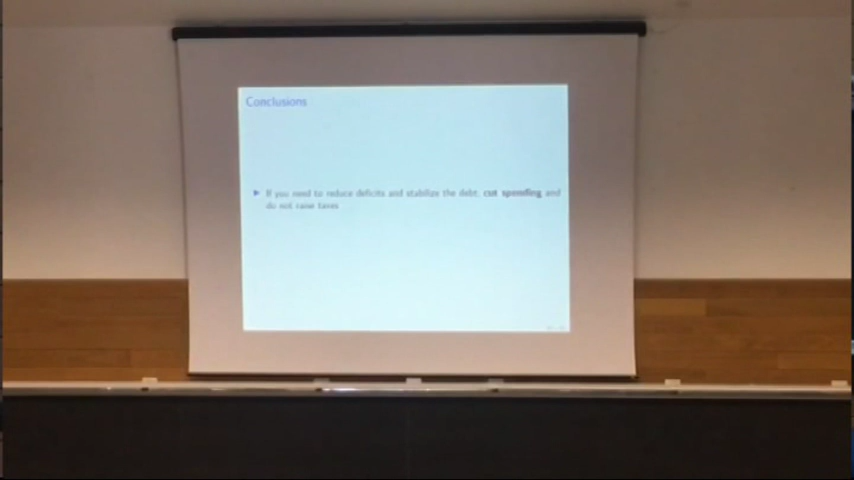 Conclusions
If you need to reduce deficits and stabilize the debt, cut spending and
do not raise taxes